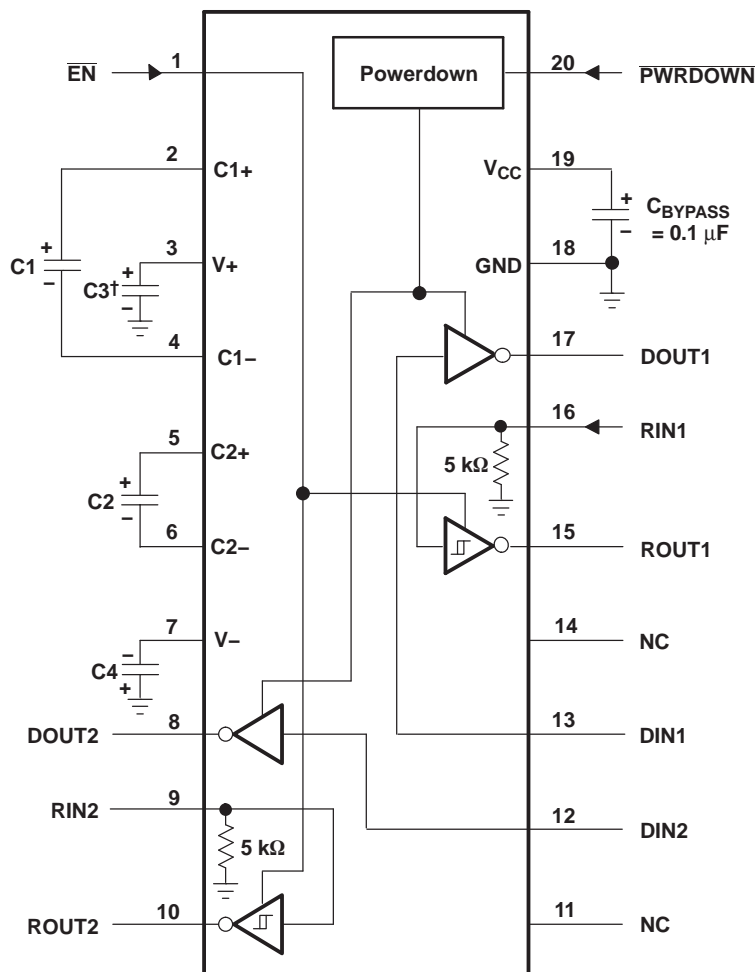 EN
1
Powerdown
20
PWRDOWN
2
C1+
VCC
19
+
C1
−
+
CBYPASS
= 0.1 μF
−
3
V+
+
C3†
−
18
GND
4
C1−
17
DOUT1
16
RIN1
5 kΩ
5
C2+
+
C2
−
6
C2−
15
ROUT1
7
V−
−
C4
+
14
NC
8
DOUT2
13
DIN1
9
RIN2
5 kΩ
12
DIN2
10
ROUT2
11
NC